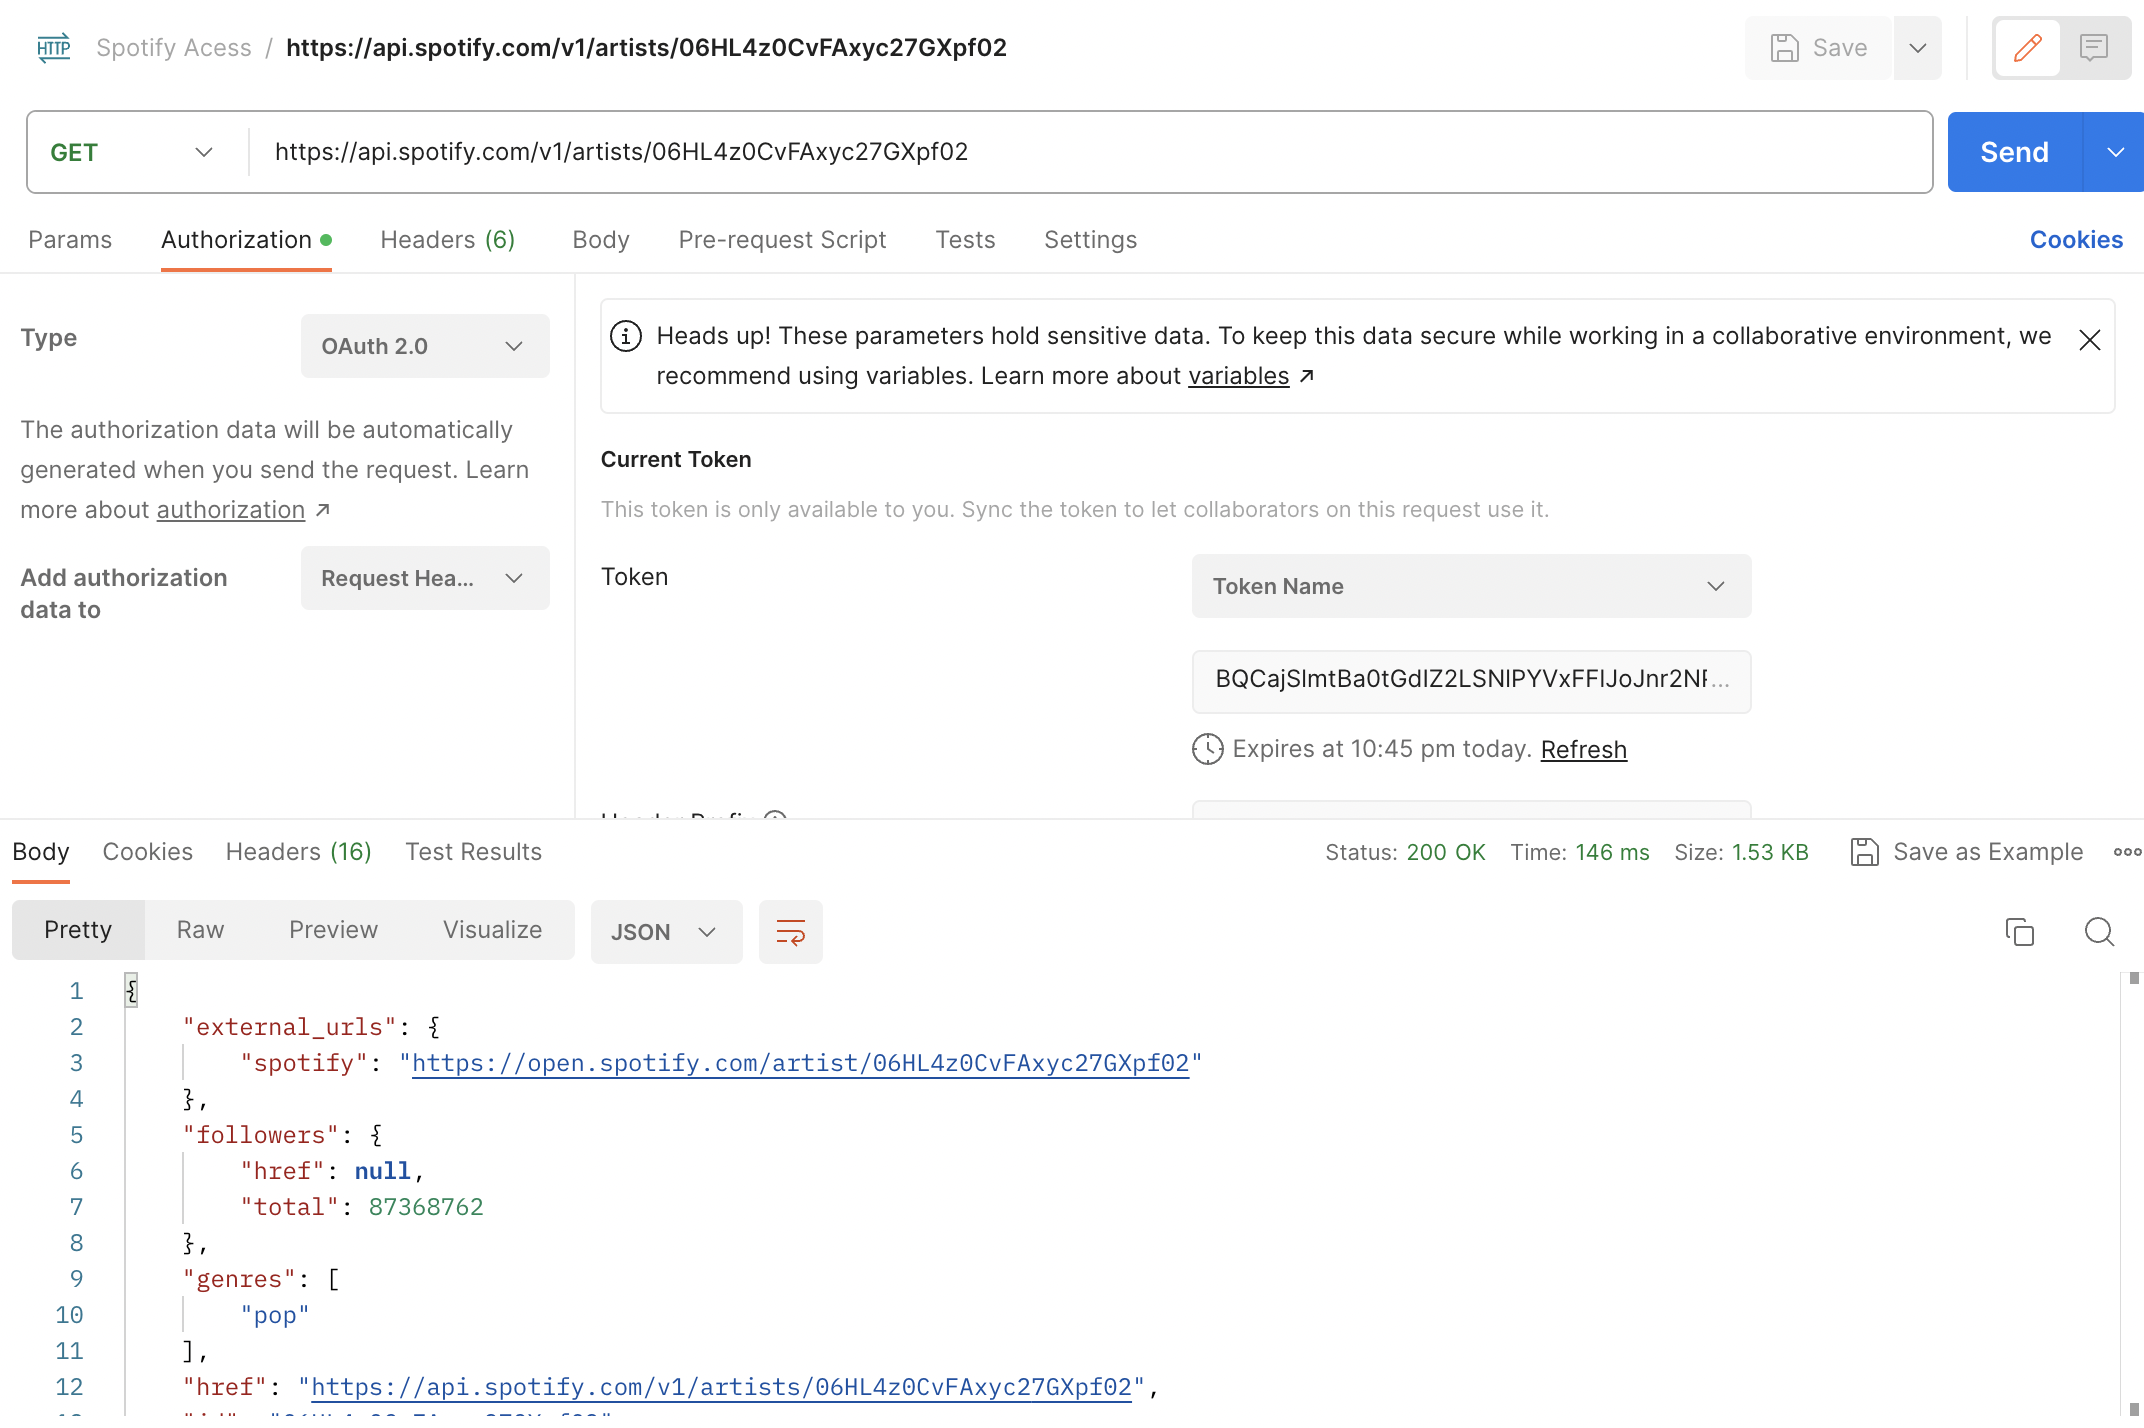 HTTP Spotify Acess / https://api.spotify.com/v1/artists/06HL4z0CvFAxyc27GXpf02 Save
GET https://api.spotify.com/v1/artists/06HL4z0CvFAxyc27GXpf02 Send
Params Authorization Headers (6) Body Pre-request Script Tests Settings Cookies
Type OAuth 2.0
The authorization data will be automatically
generated when you send the request. Learn
more about authorization ↗
Add authorization
data to
Request Hea...
Heads up! These parameters hold sensitive data. To keep this data secure while working in a collaborative environment, we
recommend using variables. Learn more about variables ↗
Current Token
This token is only available to you. Sync the token to let collaborators on this request use it.
Token Token Name
Expires at 10:45 pm today. Refresh
Header Prefix
Body Cookies Headers (16) Test Results Status: 200 OK Time: 146 ms Size: 1.53 KB Save as Example
Pretty Raw Preview Visualize JSON
1 {
2 "external_urls": {
3 "spotify": "https://open.spotify.com/artist/06HL4z0CvFAxyc27GXpf02"
4 },
5 "followers": {
6 "href": null,
7 "total": 87368762
8 },
9 "genres": [
10 "pop"
11 ],
12 "href": "https://api.spotify.com/v1/artists/06HL4z0CvFAxyc27GXpf02",